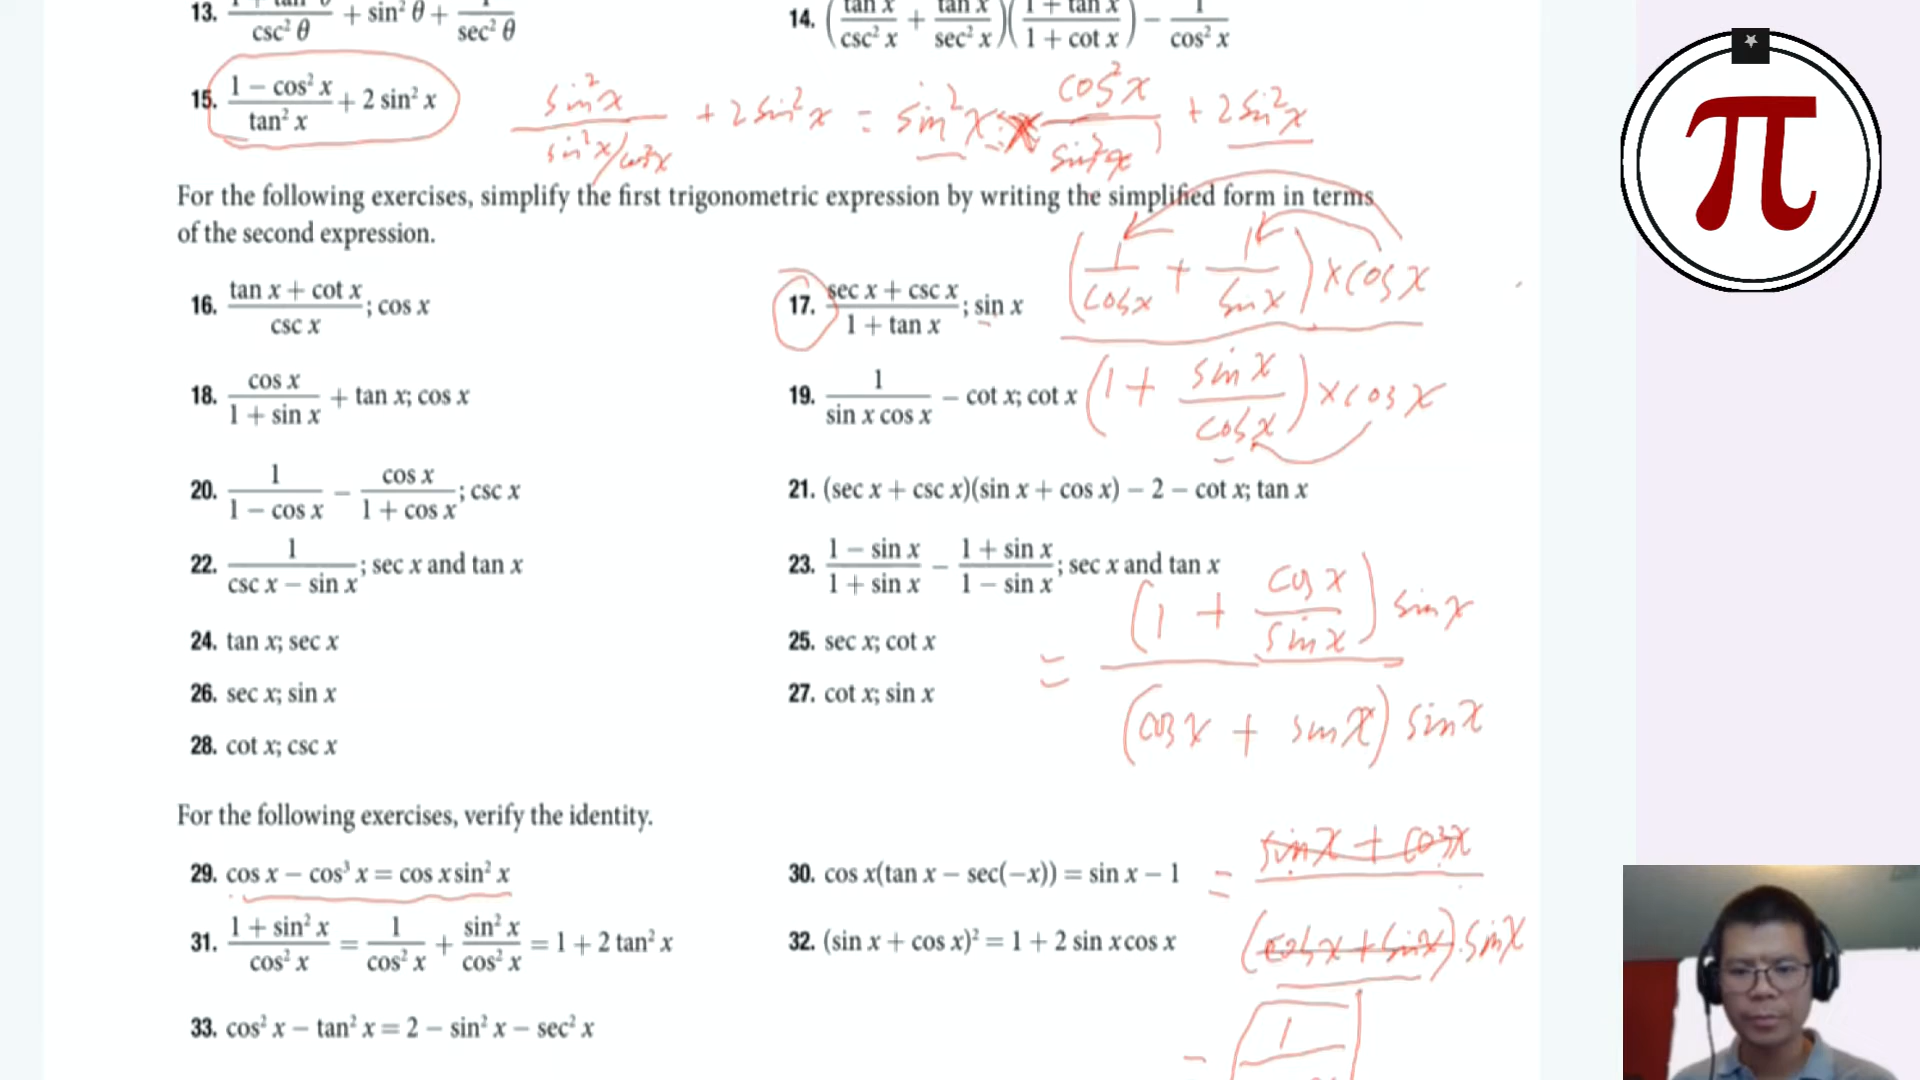 13. 1 + tan² θ / csc² θ + sin² θ + 1 / sec² θ
14. (tan x / csc² x + tan x / sec² x)(1 + tan x / 1 + cot x) − 1 / cos² x
15. 1 − cos² x / tan² x + 2 sin² x
sin²x / sin²x/cos²x + 2 sin²x = sin²x · cos²x / sin²x + 2 sin²x
For the following exercises, simplify the first trigonometric expression by writing the simplified form in terms
of the second expression.
16. tan x + cot x / csc x ; cos x
17. sec x + csc x / 1 + tan x ; sin x
(1/cos x + 1/sin x) × cos x
(1 + sin x / cos x) × cos x
18. cos x / 1 + sin x + tan x; cos x
19. 1 / sin x cos x − cot x; cot x
20. 1 / 1 − cos x − cos x / 1 + cos x ; csc x
21. (sec x + csc x)(sin x + cos x) − 2 − cot x; tan x
22. 1 / csc x − sin x ; sec x and tan x
23. 1 − sin x / 1 + sin x − 1 + sin x / 1 − sin x ; sec x and tan x
= (1 + cos x / sin x) sin x
(cos x + sin x) sin x
24. tan x; sec x
25. sec x; cot x
26. sec x; sin x
27. cot x; sin x
28. cot x; csc x
For the following exercises, verify the identity.
29. cos x − cos³ x = cos x sin² x
30. cos x(tan x − sec(−x)) = sin x − 1
= sin x + cos x
(cos x + sin x) · sin x
31. 1 + sin² x / cos² x = 1 / cos² x + sin² x / cos² x = 1 + 2 tan² x
32. (sin x + cos x)² = 1 + 2 sin x cos x
33. cos² x − tan² x = 2 − sin² x − sec² x
= 1
π